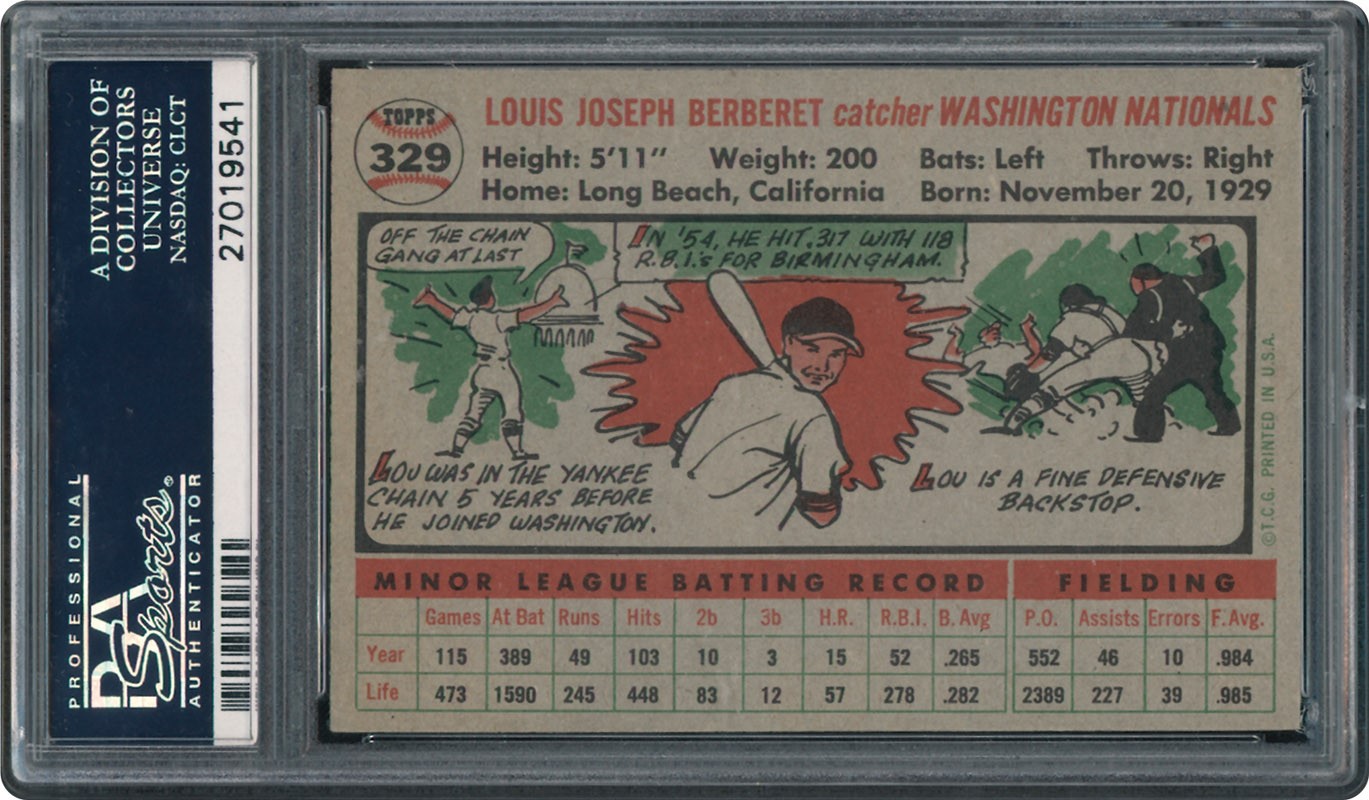 A DIVISION OF
COLLECTORS
UNIVERSE
NASDAQ: CLCT
27019541
PROFESSIONAL
PSA
Sports®
AUTHENTICATOR
TOPPS
329
LOUIS JOSEPH BERBERET catcher WASHINGTON NATIONALS
Height: 5'11" Weight: 200 Bats: Left Throws: Right
Home: Long Beach, California Born: November 20, 1929
OFF THE CHAIN
GANG AT LAST
IN '54, HE HIT .317 WITH 118
R.B.I.'s FOR BIRMINGHAM.
LOU WAS IN THE YANKEE
CHAIN 5 YEARS BEFORE
HE JOINED WASHINGTON.
LOU IS A FINE DEFENSIVE
BACKSTOP.
©T.C.G. PRINTED IN U.S.A.
MINOR LEAGUE BATTING RECORD FIELDING
Games At Bat Runs Hits 2b 3b H.R. R.B.I. B. Avg P.O. Assists Errors F. Avg.
Year 115 389 49 103 10 3 15 52 .265 552 46 10 .984
Life 473 1590 245 448 83 12 57 278 .282 2389 227 39 .985